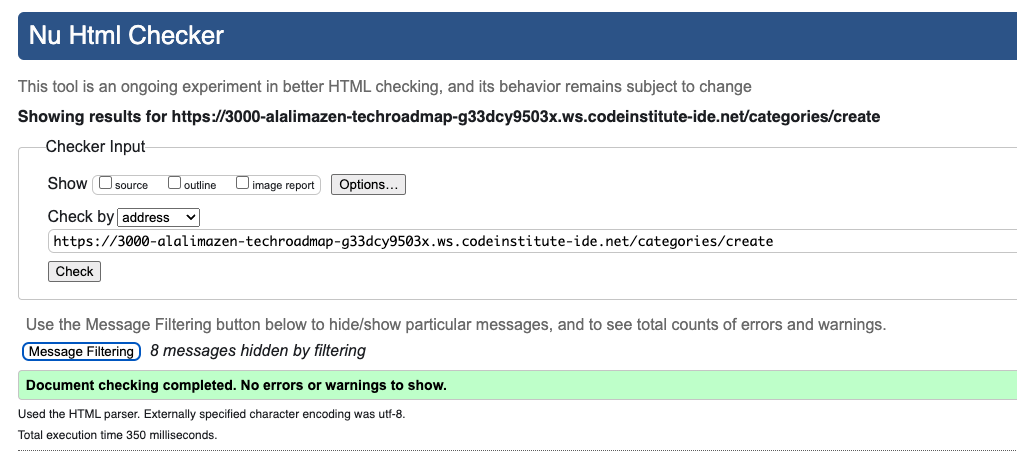 Nu Html Checker
This tool is an ongoing experiment in better HTML checking, and its behavior remains subject to change
Showing results for https://3000-alalimazen-techroadmap-g33dcy9503x.ws.codeinstitute-ide.net/categories/create
Checker Input
Show source outline image report Options...
Check by address
https://3000-alalimazen-techroadmap-g33dcy9503x.ws.codeinstitute-ide.net/categories/create
Check
Use the Message Filtering button below to hide/show particular messages, and to see total counts of errors and warnings.
Message Filtering 8 messages hidden by filtering
Document checking completed. No errors or warnings to show.
Used the HTML parser. Externally specified character encoding was utf-8.
Total execution time 350 milliseconds.